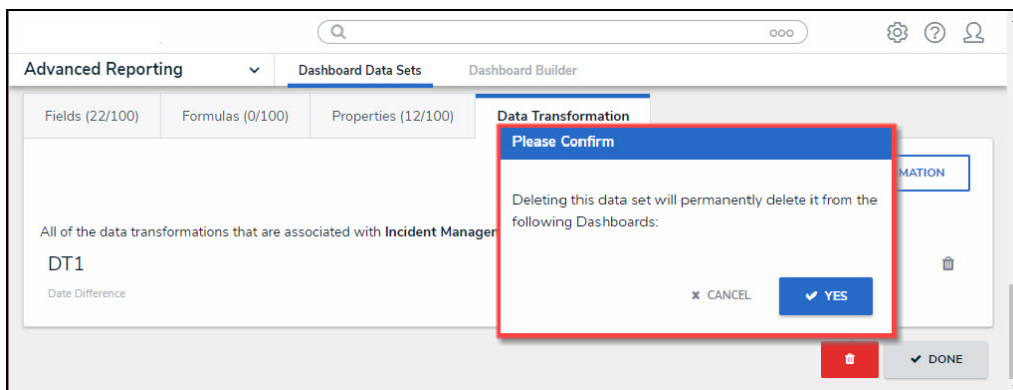 ooo
Advanced Reporting Dashboard Data Sets Dashboard Builder
Fields (22/100) Formulas (0/100) Properties (12/100) Data Transformation
Please Confirm
MATION
Deleting this data set will permanently delete it from the
following Dashboards:
All of the data transformations that are associated with Incident Manager
DT1
Date Difference
CANCEL YES
DONE